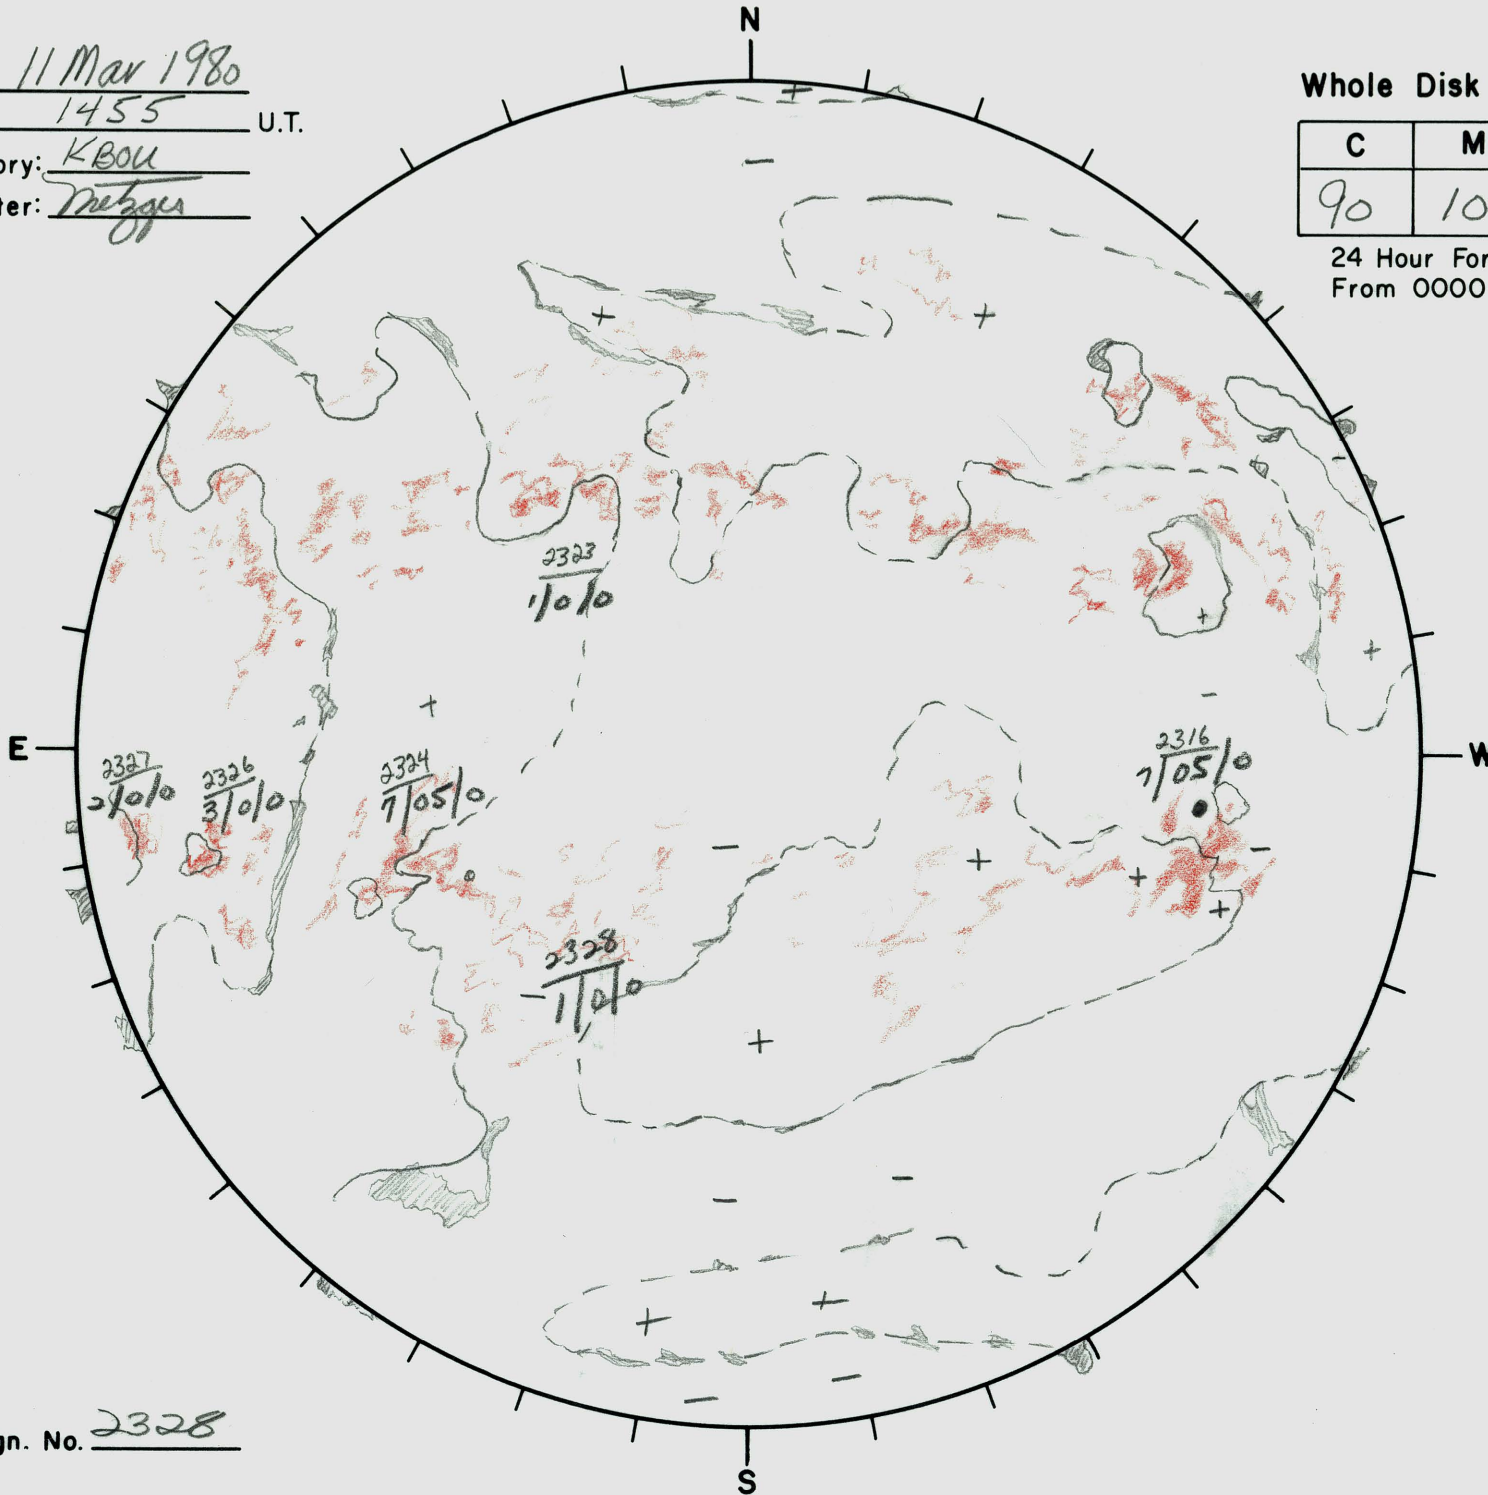 N
11 Mar 1980
1455 U.T.
ory: KBOU
ter: Metzger
Whole Disk
C M
90 10
24 Hour For
From 0000
2323
1/0/0
E
W
2327
2/0/0
2326
3/0/0
2324
7/05/0
2316
7/05/0
2328
1/0/0
gn. No. 2328
S